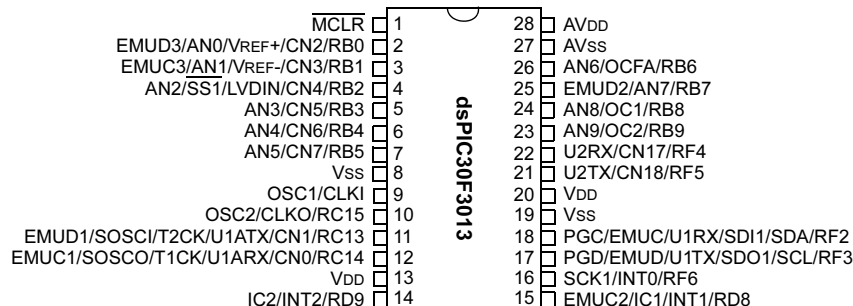 MCLR 1 28 AVDD
EMUD3/AN0/VREF+/CN2/RB0 2 27 AVSS
EMUC3/AN1/VREF-/CN3/RB1 3 26 AN6/OCFA/RB6
AN2/SS1/LVDIN/CN4/RB2 4 25 EMUD2/AN7/RB7
AN3/CN5/RB3 5 24 AN8/OC1/RB8
AN4/CN6/RB4 6 23 AN9/OC2/RB9
AN5/CN7/RB5 7 22 U2RX/CN17/RF4
VSS 8 21 U2TX/CN18/RF5
OSC1/CLKI 9 20 VDD
OSC2/CLKO/RC15 10 19 VSS
EMUD1/SOSCI/T2CK/U1ATX/CN1/RC13 11 18 PGC/EMUC/U1RX/SDI1/SDA/RF2
EMUC1/SOSCO/T1CK/U1ARX/CN0/RC14 12 17 PGD/EMUD/U1TX/SDO1/SCL/RF3
VDD 13 16 SCK1/INT0/RF6
IC2/INT2/RD9 14 15 EMUC2/IC1/INT1/RD8
dsPIC30F3013